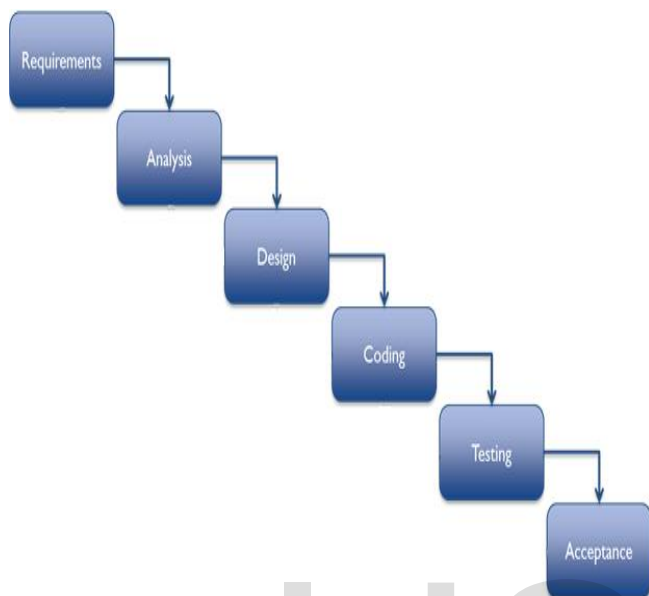 Requirements
Analysis
Design
Coding
Testing
Acceptance